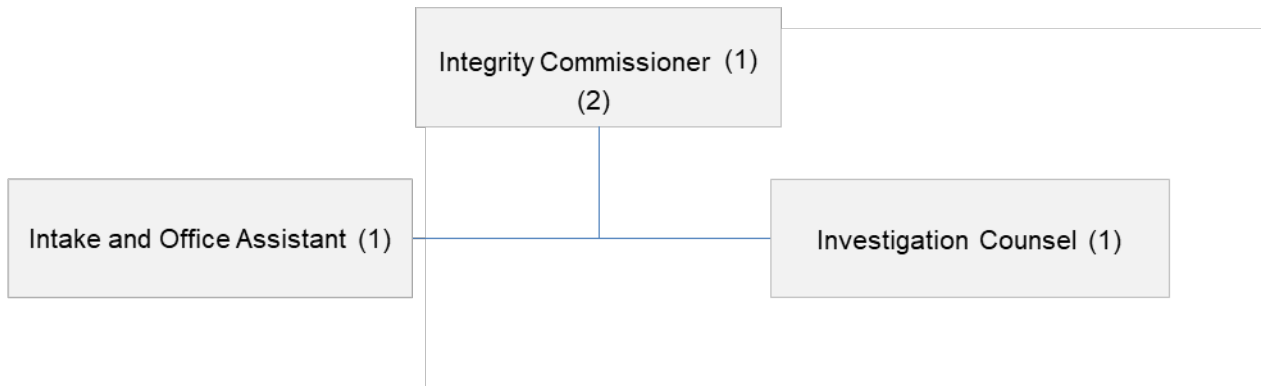 Integrity Commissioner (1)
(2)
Intake and Office Assistant (1)
Investigation Counsel (1)